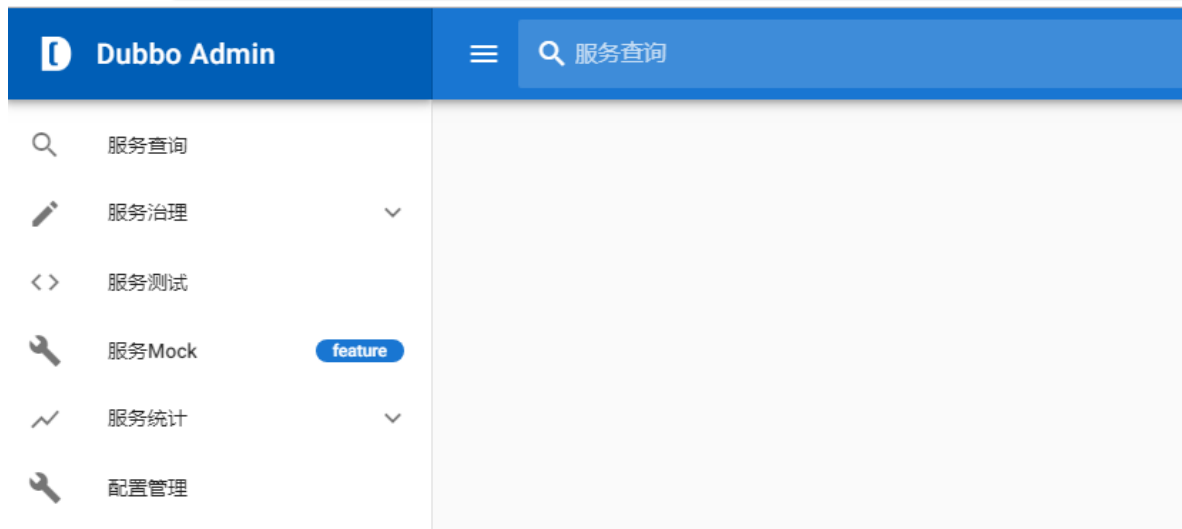 Dubbo Admin
服务查询
服务查询
服务治理
服务测试
服务Mock feature
服务统计
配置管理